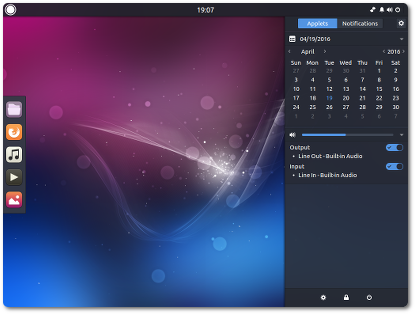 19:07
Applets Notifications
04/19/2016
April 2016
Sun Mon Tue Wed Thu Fri Sat
27 28 29 30 31 1 2
3 4 5 6 7 8 9
10 11 12 13 14 15 16
17 18 19 20 21 22 23
24 25 26 27 28 29 30
1 2 3 4 5 6 7
Output
Line Out - Built-in Audio
Input
Line In - Built-in Audio